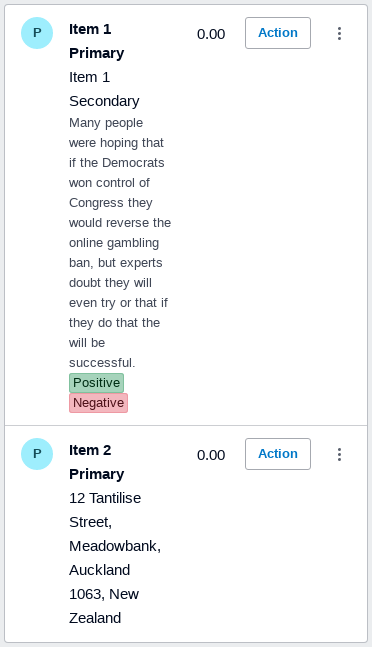 P
Item 1
Primary
0.00
Action
Item 1
Secondary
Many people
were hoping that
if the Democrats
won control of
Congress they
would reverse the
online gambling
ban, but experts
doubt they will
even try or that if
they do that the
will be
successful.
Positive
Negative
P
Item 2
Primary
0.00
Action
12 Tantilise
Street,
Meadowbank,
Auckland
1063, New
Zealand